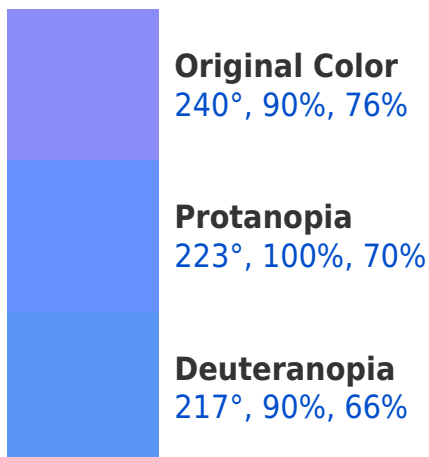 Original Color
240°, 90%, 76%
Protanopia
223°, 100%, 70%
Deuteranopia
217°, 90%, 66%